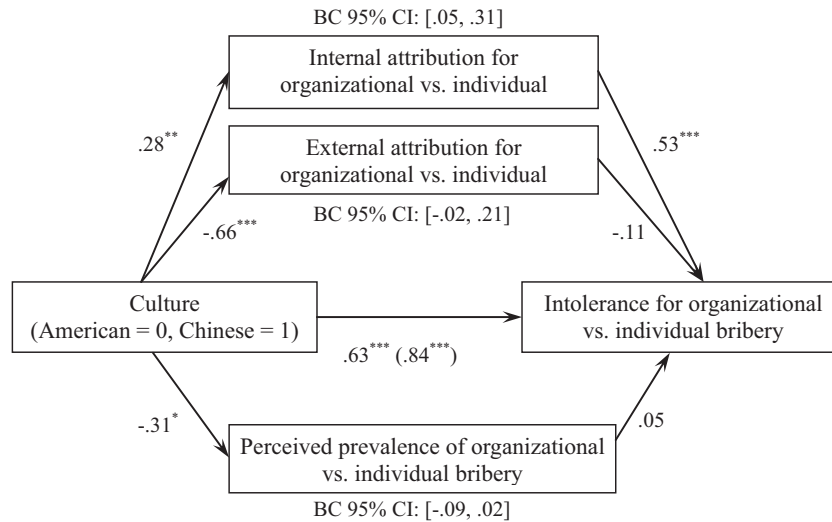 BC 95% CI: [.05, .31]
Internal attribution for
organizational vs. individual
.28**
.53***
External attribution for
organizational vs. individual
BC 95% CI: [-.02, .21]
-.66***
-.11
Culture
(American = 0, Chinese = 1)
Intolerance for organizational
vs. individual bribery
.63*** (.84***)
-.31*
.05
Perceived prevalence of organizational
vs. individual bribery
BC 95% CI: [-.09, .02]